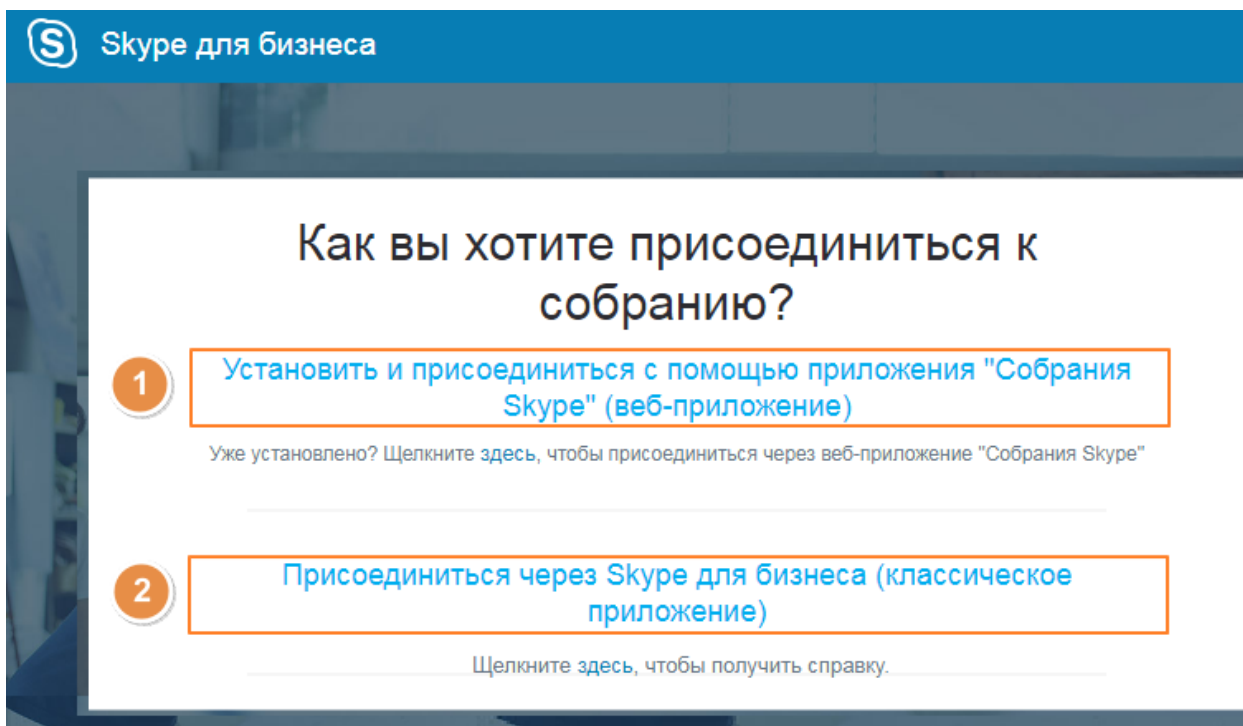 S Skype для бизнеса
Как вы хотите присоединиться к
собранию?
1 Установить и присоединиться с помощью приложения "Собрания
Skype" (веб-приложение)
Уже установлено? Щелкните здесь, чтобы присоединиться через веб-приложение "Собрания Skype"
2 Присоединиться через Skype для бизнеса (классическое
приложение)
Щелкните здесь, чтобы получить справку.